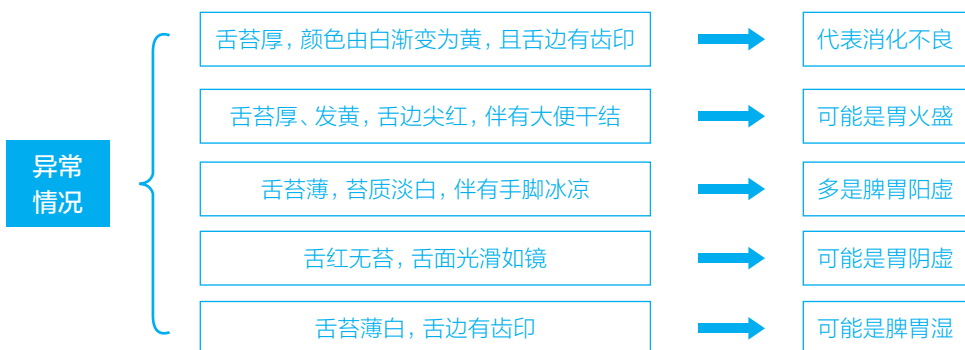 舌苔厚，颜色由白渐变为黄，且舌边有齿印
代表消化不良
舌苔厚、发黄，舌边尖红，伴有大便干结
可能是胃火盛
异常
情况
舌苔薄，苔质淡白，伴有手脚冰凉
多是脾胃阳虚
舌红无苔，舌面光滑如镜
可能是胃阴虚
舌苔薄白，舌边有齿印
可能是脾胃湿